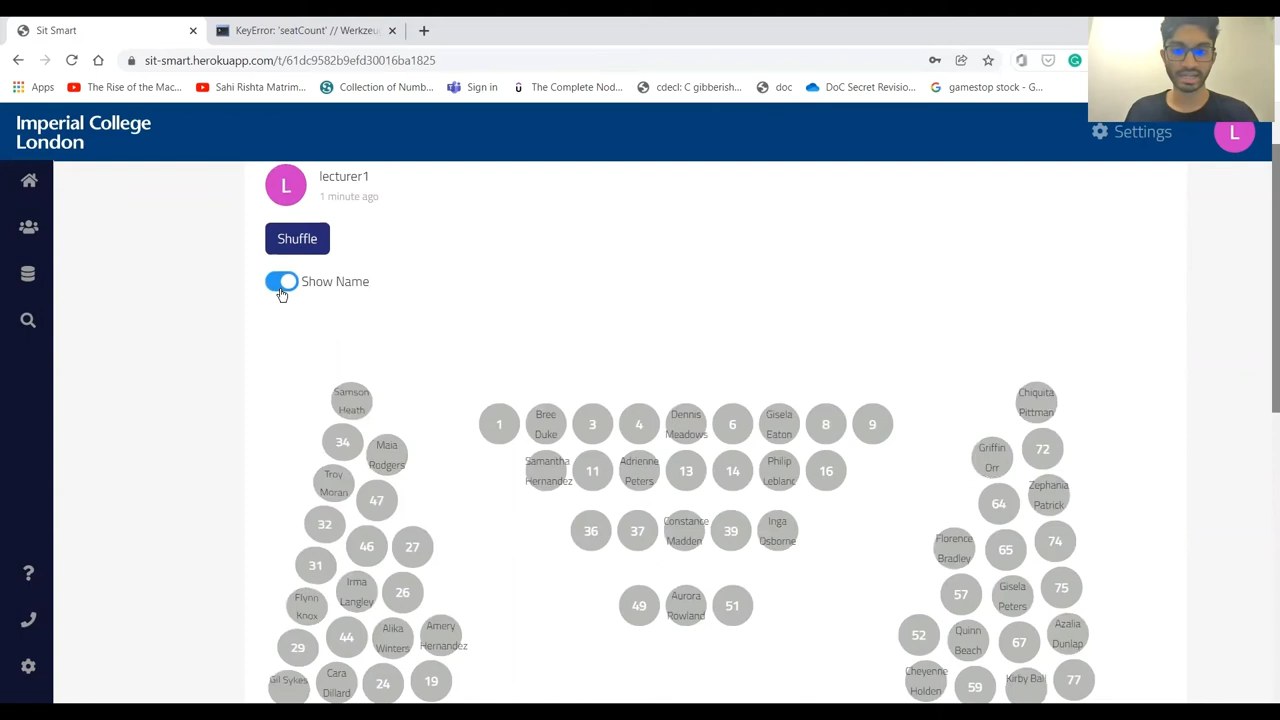 Sit Smart
KeyError: 'seatCount' // Werkzeu
sit-smart.herokuapp.com/t/61dc9582b9efd30016ba1825
Apps
The Rise of the Mac...
Sahi Rishta Matrim...
Collection of Numb...
Sign in
The Complete Nod...
cdecl: C gibberish...
doc
DoC Secret Revisio...
gamestop stock - G...
Imperial College
London
Settings
L
L
lecturer1
1 minute ago
Shuffle
Show Name
Samson
Heath
34
Maia
Rodgers
Troy
Moran
47
32
46
27
31
Irma
Langley
26
Flynn
Knox
44
Alika
Winters
Amery
Hernandez
29
Gil Sykes
Cara
Dillard
24
19
1
Bree
Duke
3
4
Dennis
Meadows
6
Gisela
Eaton
8
9
Samantha
Hernandez
11
Adrienne
Peters
13
14
Philip
Leblanc
16
36
37
Constance
Madden
39
Inga
Osborne
49
Aurora
Rowland
51
Chiquita
Pittman
Griffin
Orr
72
64
Zephania
Patrick
Florence
Bradley
65
74
57
Gisela
Peters
75
52
Quinn
Beach
67
Azalia
Dunlap
Cheyenne
Holden
59
Kirby Ball
77